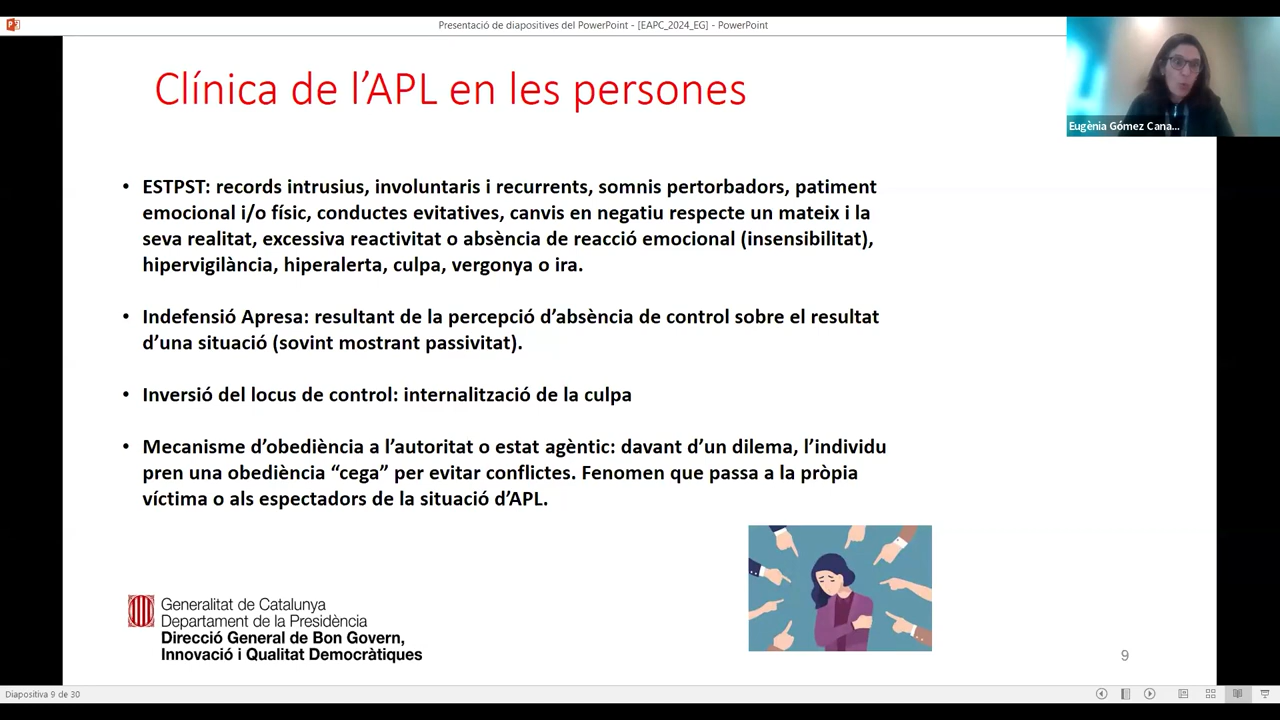 Presentació de diapositives del PowerPoint - [EAPC_2024_EG] - PowerPoint
Clínica de l’APL en les persones
Eugènia Gómez Cana...
• ESTPST: records intrusius, involuntaris i recurrents, somnis pertorbadors, patiment
emocional i/o físic, conductes evitatives, canvis en negatiu respecte un mateix i la
seva realitat, excessiva reactivitat o absència de reacció emocional (insensibilitat),
hipervigilància, hiperalerta, culpa, vergonya o ira.
• Indefensió Apresa: resultant de la percepció d’absència de control sobre el resultat
d’una situació (sovint mostrant passivitat).
• Inversió del locus de control: internalització de la culpa
• Mecanisme d’obediència a l’autoritat o estat agèntic: davant d’un dilema, l’individu
pren una obediència “cega” per evitar conflictes. Fenomen que passa a la pròpia
víctima o als espectadors de la situació d’APL.
Generalitat de Catalunya
Departament de la Presidència
Direcció General de Bon Govern,
Innovació i Qualitat Democràtiques
9
Diapositiva 9 de 30